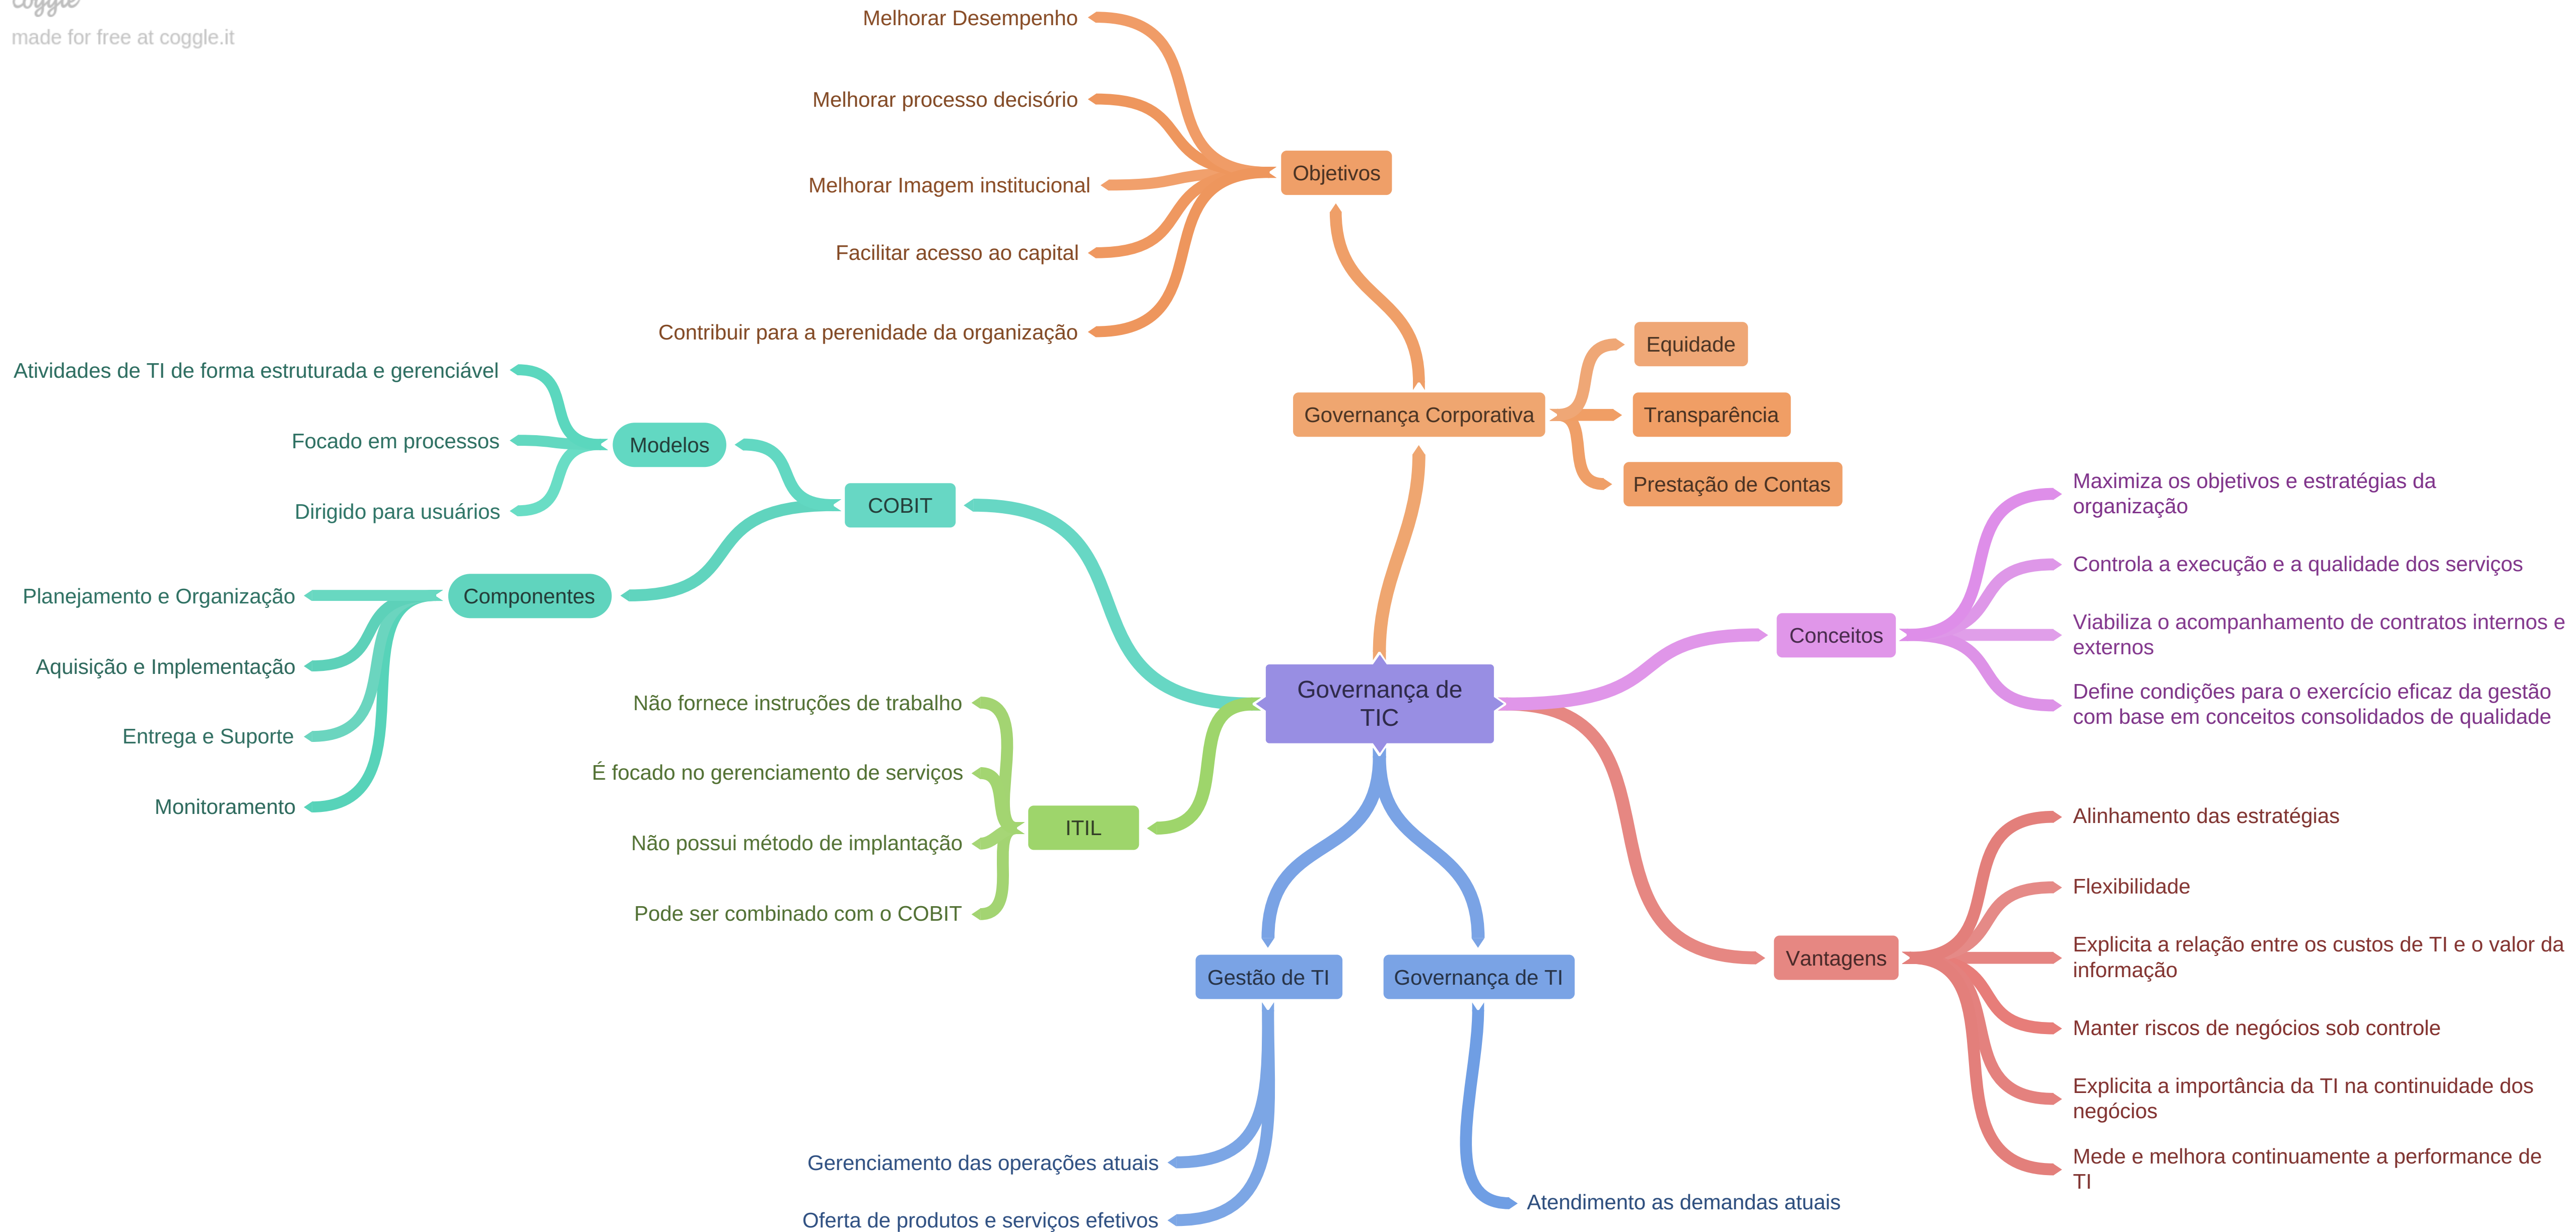 coggle
made for free at coggle.it
Melhorar Desempenho
Melhorar processo decisório
Melhorar Imagem institucional
Facilitar acesso ao capital
Contribuir para a perenidade da organização
Objetivos
Governança Corporativa
Equidade
Transparência
Prestação de Contas
Atividades de TI de forma estruturada e gerenciável
Focado em processos
Dirigido para usuários
Modelos
COBIT
Componentes
Planejamento e Organização
Aquisição e Implementação
Entrega e Suporte
Monitoramento
Governança de
TIC
Conceitos
Maximiza os objetivos e estratégias da
organização
Controla a execução e a qualidade dos serviços
Viabiliza o acompanhamento de contratos internos e
externos
Define condições para o exercício eficaz da gestão
com base em conceitos consolidados de qualidade
Não fornece instruções de trabalho
É focado no gerenciamento de serviços
Não possui método de implantação
Pode ser combinado com o COBIT
ITIL
Vantagens
Alinhamento das estratégias
Flexibilidade
Explicita a relação entre os custos de TI e o valor da
informação
Manter riscos de negócios sob controle
Explicita a importância da TI na continuidade dos
negócios
Mede e melhora continuamente a performance de
TI
Gestão de TI
Governança de TI
Gerenciamento das operações atuais
Oferta de produtos e serviços efetivos
Atendimento as demandas atuais